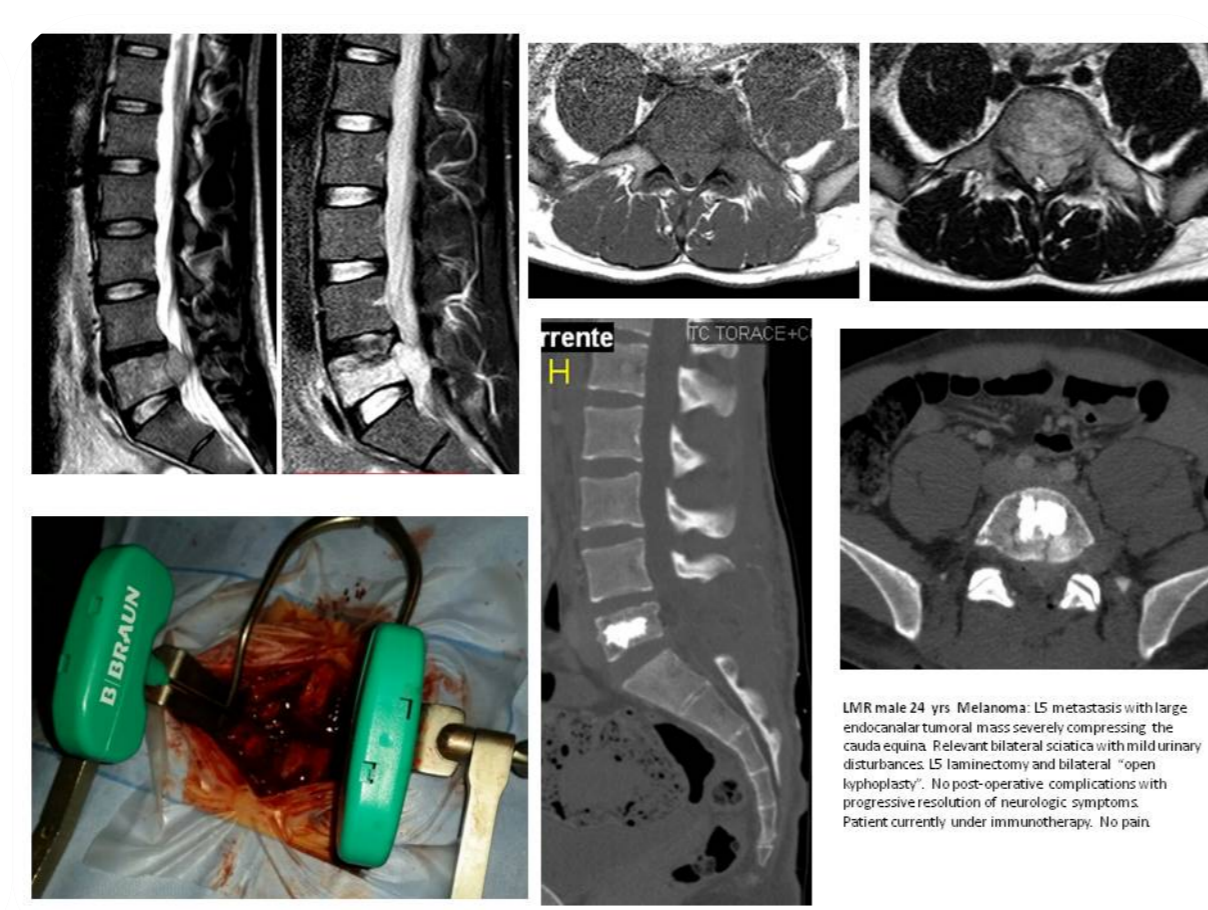 rrente
TC TORACE+C
H
B|BRAUN
LMR male 24 yrs Melanoma: L5 metastasis with large
endocanalar tumoral mass severely compressing the
cauda equina. Relevant bilateral sciatica with mild urinary
disturbances. L5 laminectomy and bilateral "open
kyphoplasty". No post-operative complications with
progressive resolution of neurologic symptoms.
Patient currently under immunotherapy. No pain.